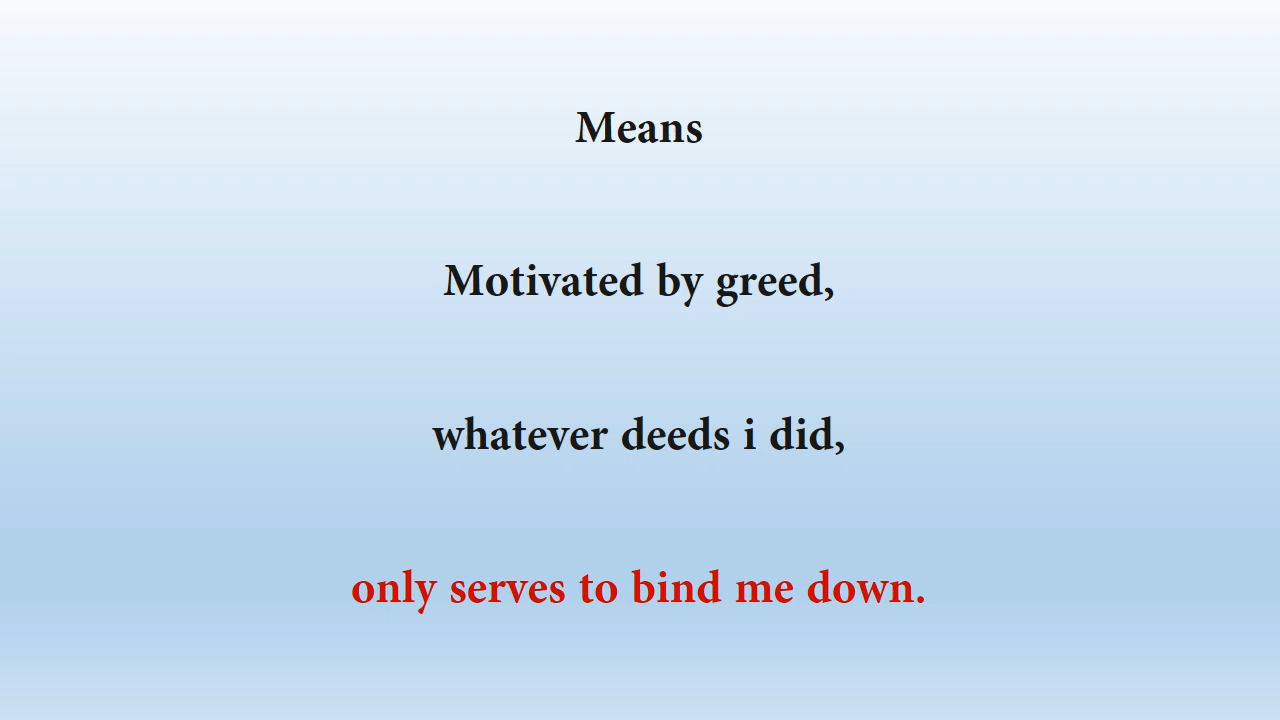 Means
Motivated by greed,
whatever deeds i did,
only serves to bind me down.